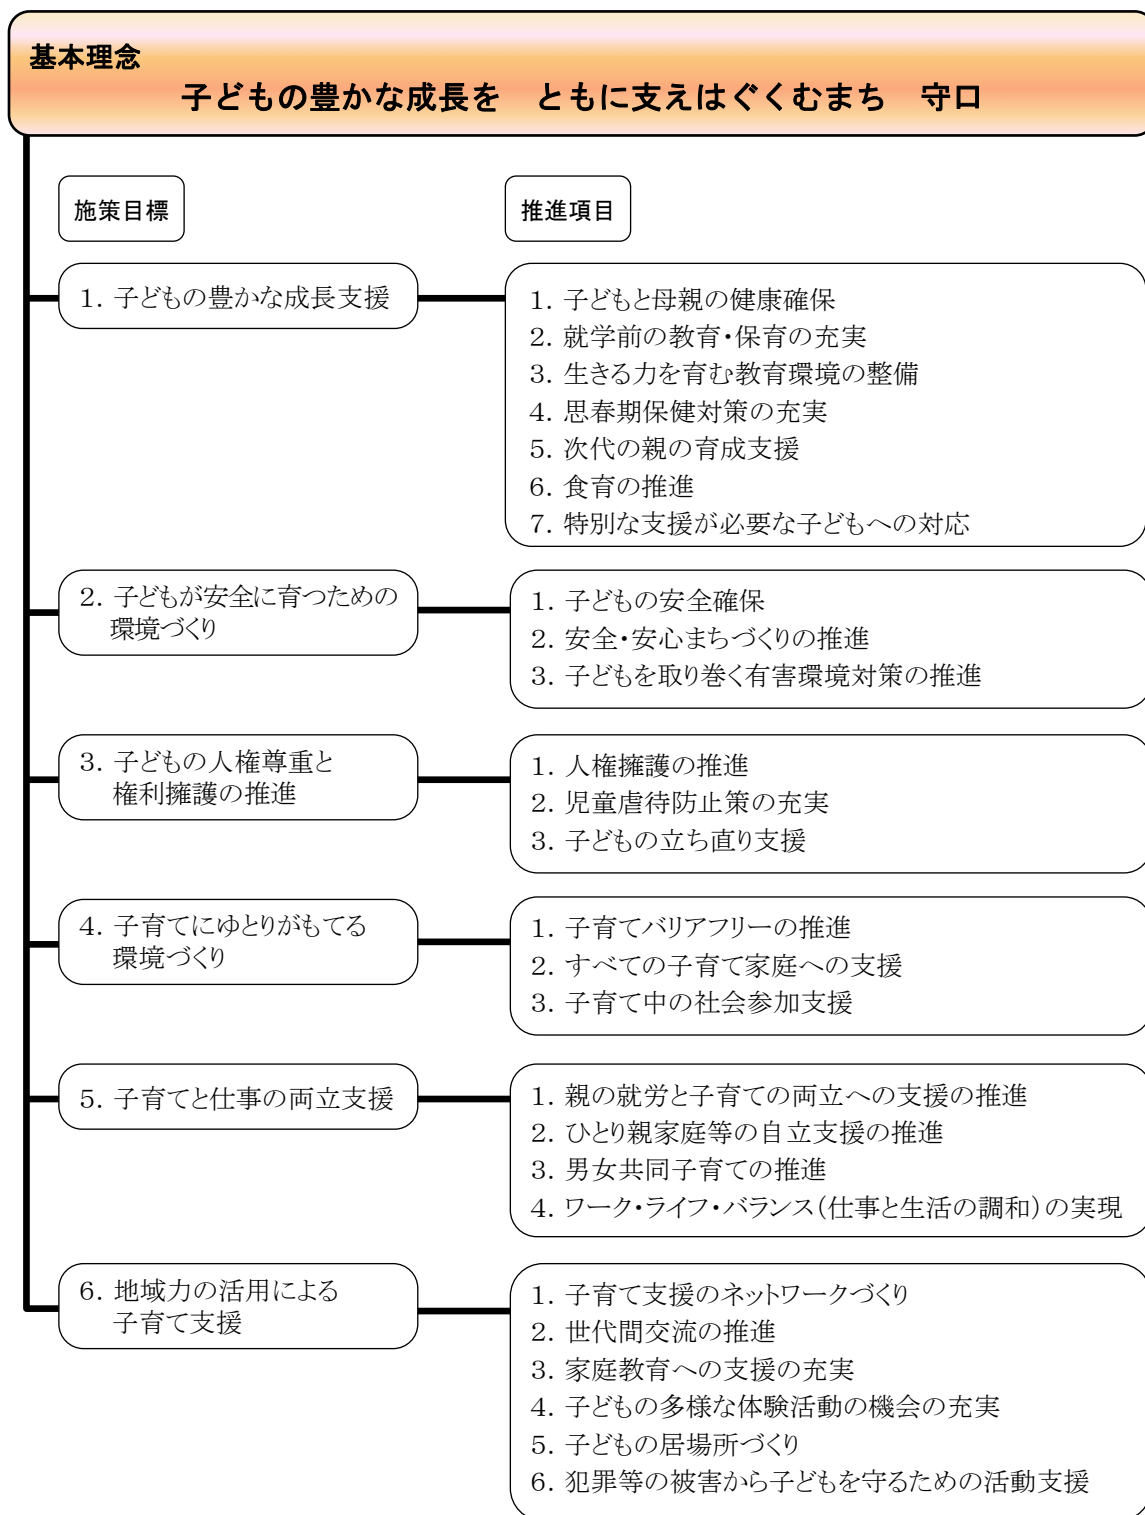 基本理念
子どもの豊かな成長を　ともに支えはぐくむまち　守口
施策目標
推進項目
1. 子どもの豊かな成長支援
1. 子どもと母親の健康確保
2. 就学前の教育・保育の充実
3. 生きる力を育む教育環境の整備
4. 思春期保健対策の充実
5. 次代の親の育成支援
6. 食育の推進
7. 特別な支援が必要な子どもへの対応
2. 子どもが安全に育つための
環境づくり
1. 子どもの安全確保
2. 安全・安心まちづくりの推進
3. 子どもを取り巻く有害環境対策の推進
3. 子どもの人権尊重と
権利擁護の推進
1. 人権擁護の推進
2. 児童虐待防止策の充実
3. 子どもの立ち直り支援
4. 子育てにゆとりがもてる
環境づくり
1. 子育てバリアフリーの推進
2. すべての子育て家庭への支援
3. 子育て中の社会参加支援
5. 子育てと仕事の両立支援
1. 親の就労と子育ての両立への支援の推進
2. ひとり親家庭等の自立支援の推進
3. 男女共同子育ての推進
4. ワーク・ライフ・バランス(仕事と生活の調和)の実現
6. 地域力の活用による
子育て支援
1. 子育て支援のネットワークづくり
2. 世代間交流の推進
3. 家庭教育への支援の充実
4. 子どもの多様な体験活動の機会の充実
5. 子どもの居場所づくり
6. 犯罪等の被害から子どもを守るための活動支援